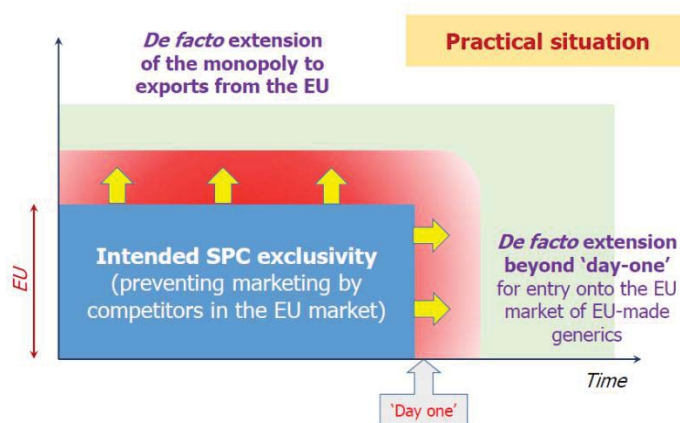 De facto extension
of the monopoly to
exports from the EU
Practical situation
EU
Intended SPC exclusivity
(preventing marketing by
competitors in the EU market)
De facto extension
beyond ‘day-one’
for entry onto the EU
market of EU-made
generics
Time
‘Day one’